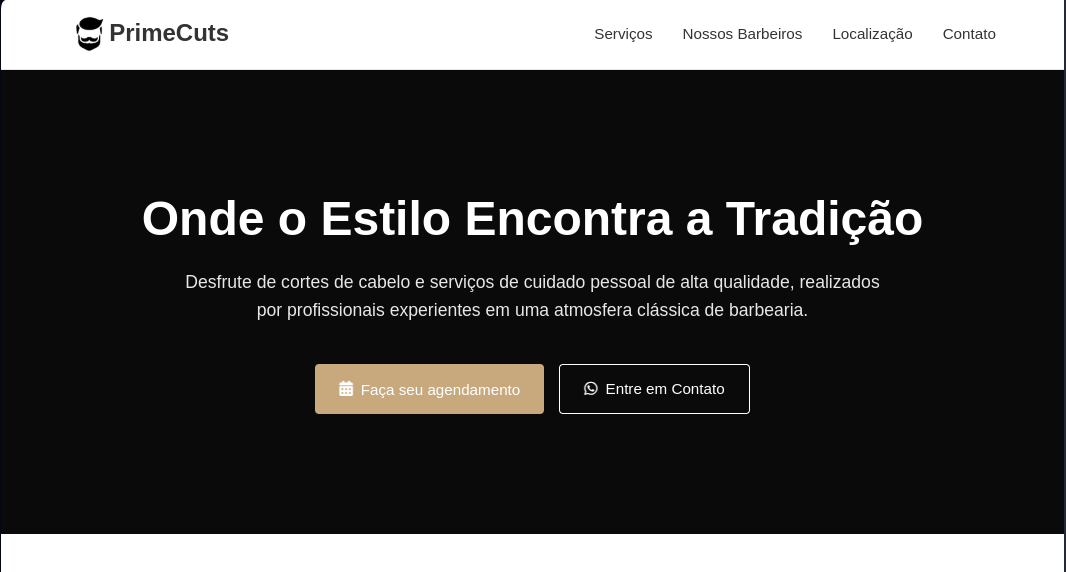 PrimeCuts
Serviços
Nossos Barbeiros
Localização
Contato
Onde o Estilo Encontra a Tradição
Desfrute de cortes de cabelo e serviços de cuidado pessoal de alta qualidade, realizados
por profissionais experientes em uma atmosfera clássica de barbearia.
Faça seu agendamento
Entre em Contato